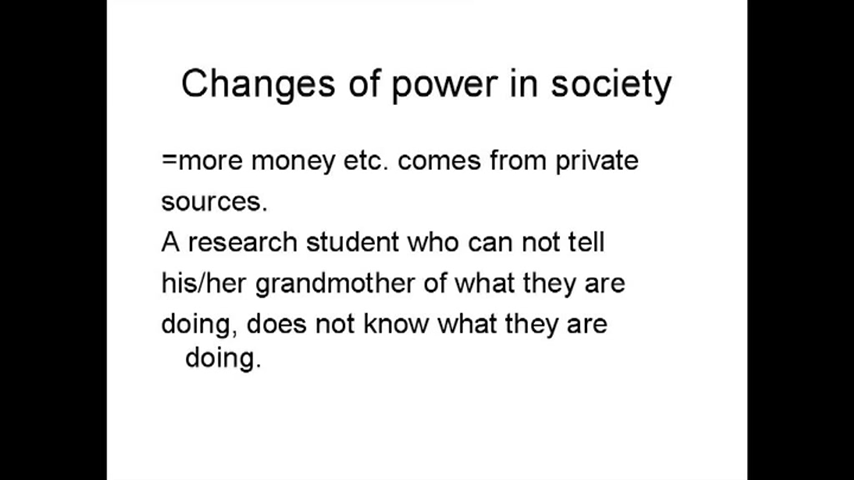 Changes of power in society
=more money etc. comes from private
sources.
A research student who can not tell
his/her grandmother of what they are
doing, does not know what they are
doing.